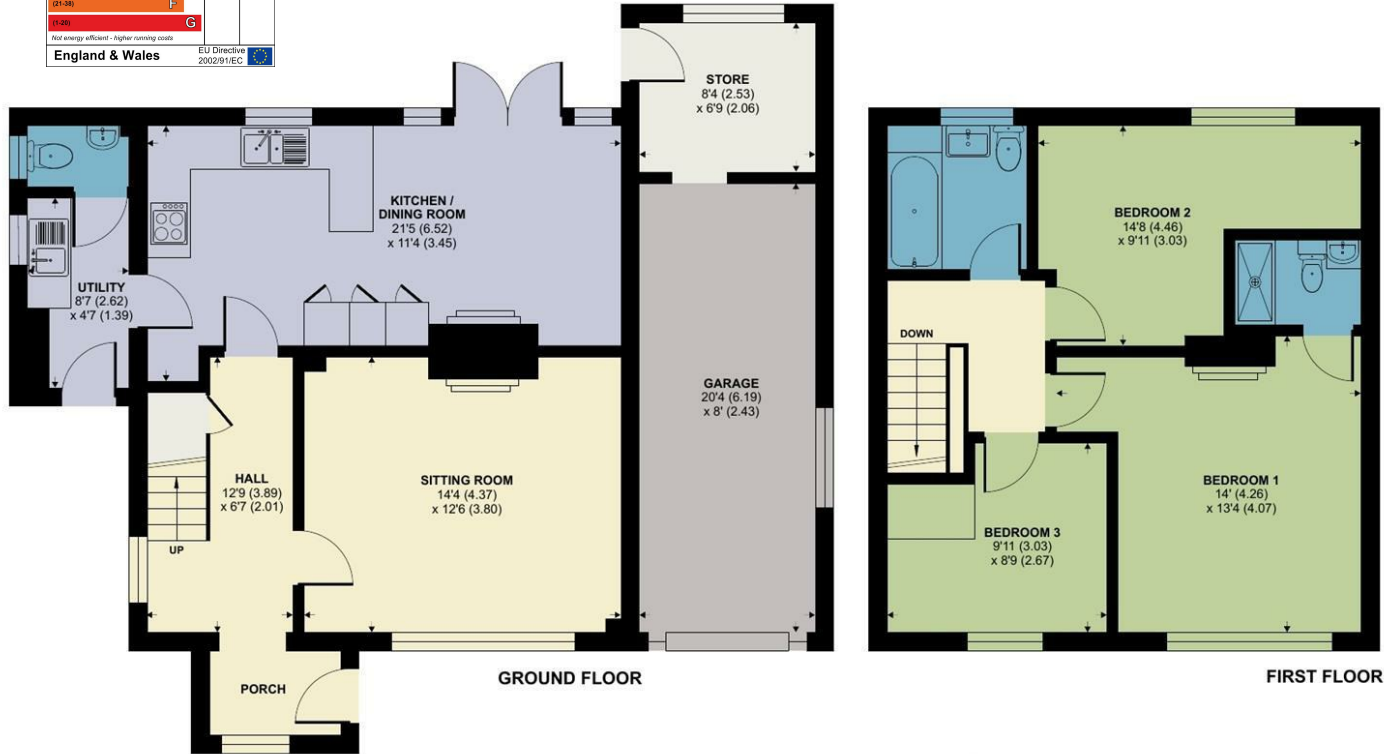 (21-38)
F
(1-20)
G
Not energy efficient - higher running costs
England & Wales
EU Directive
2002/91/EC
STORE
8'4 (2.53)
x 6'9 (2.06)
KITCHEN /
DINING ROOM
21'5 (6.52)
x 11'4 (3.45)
UTILITY
8'7 (2.62)
x 4'7 (1.39)
GARAGE
20'4 (6.19)
x 8' (2.43)
HALL
12'9 (3.89)
x 6'7 (2.01)
UP
SITTING ROOM
14'4 (4.37)
x 12'6 (3.80)
PORCH
GROUND FLOOR
BEDROOM 2
14'8 (4.46)
x 9'11 (3.03)
DOWN
BEDROOM 1
14' (4.26)
x 13'4 (4.07)
BEDROOM 3
9'11 (3.03)
x 8'9 (2.67)
FIRST FLOOR